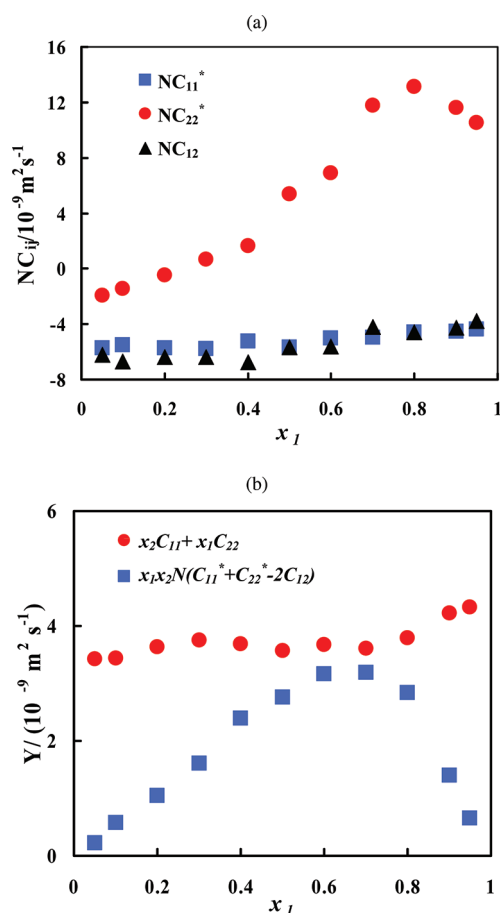 (a)
NC₁₁*
NC₂₂*
NC₁₂
NCᵢⱼ/10⁻⁹m²s⁻¹
16
12
8
4
0
-4
-8
0 0.2 0.4 0.6 0.8 1
x₁
(b)
x₂C₁₁+ x₁C₂₂
x₁x₂N(C₁₁*+C₂₂*-2C₁₂)
Y/ (10⁻⁹ m² s⁻¹)
6
4
2
0
0 0.2 0.4 0.6 0.8 1
x₁